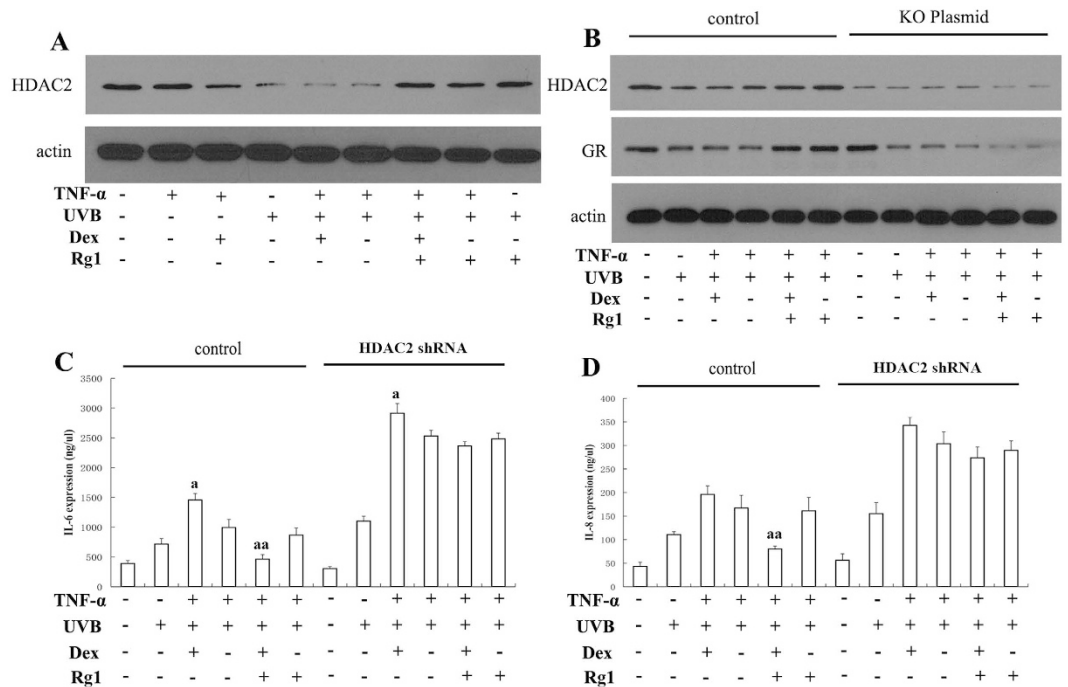 A
HDAC2
actin
TNF-α - + + - + + + + -
UVB - - - + + + + + +
Dex - - + - + - + - -
Rg1 - - - - - - + + +
B
control KO Plasmid
HDAC2
GR
actin
TNF-α - - + + + + - - + + + +
UVB - + + + + + - + + + + +
Dex - - + - + - - - + - + -
Rg1 - - - - + + - - - - + +
C
control HDAC2 shRNA
IL-6 expression (ng/ul)
3500
3000
2500
2000
1500
1000
500
0
a
aa
a
TNF-α - - + + + + - - + + + +
UVB - + + + + + - + + + + +
Dex - - + - + - - - + - + -
Rg1 - - - - + + - - - - + +
D
control HDAC2 shRNA
IL-8 expression (ng/ul)
400
350
300
250
200
150
100
50
0
aa
TNF-α - - + + + + - - + + + +
UVB - + + + + + - + + + + +
Dex - - + - + - - - + - + -
Rg1 - - - - + + - - - - + +